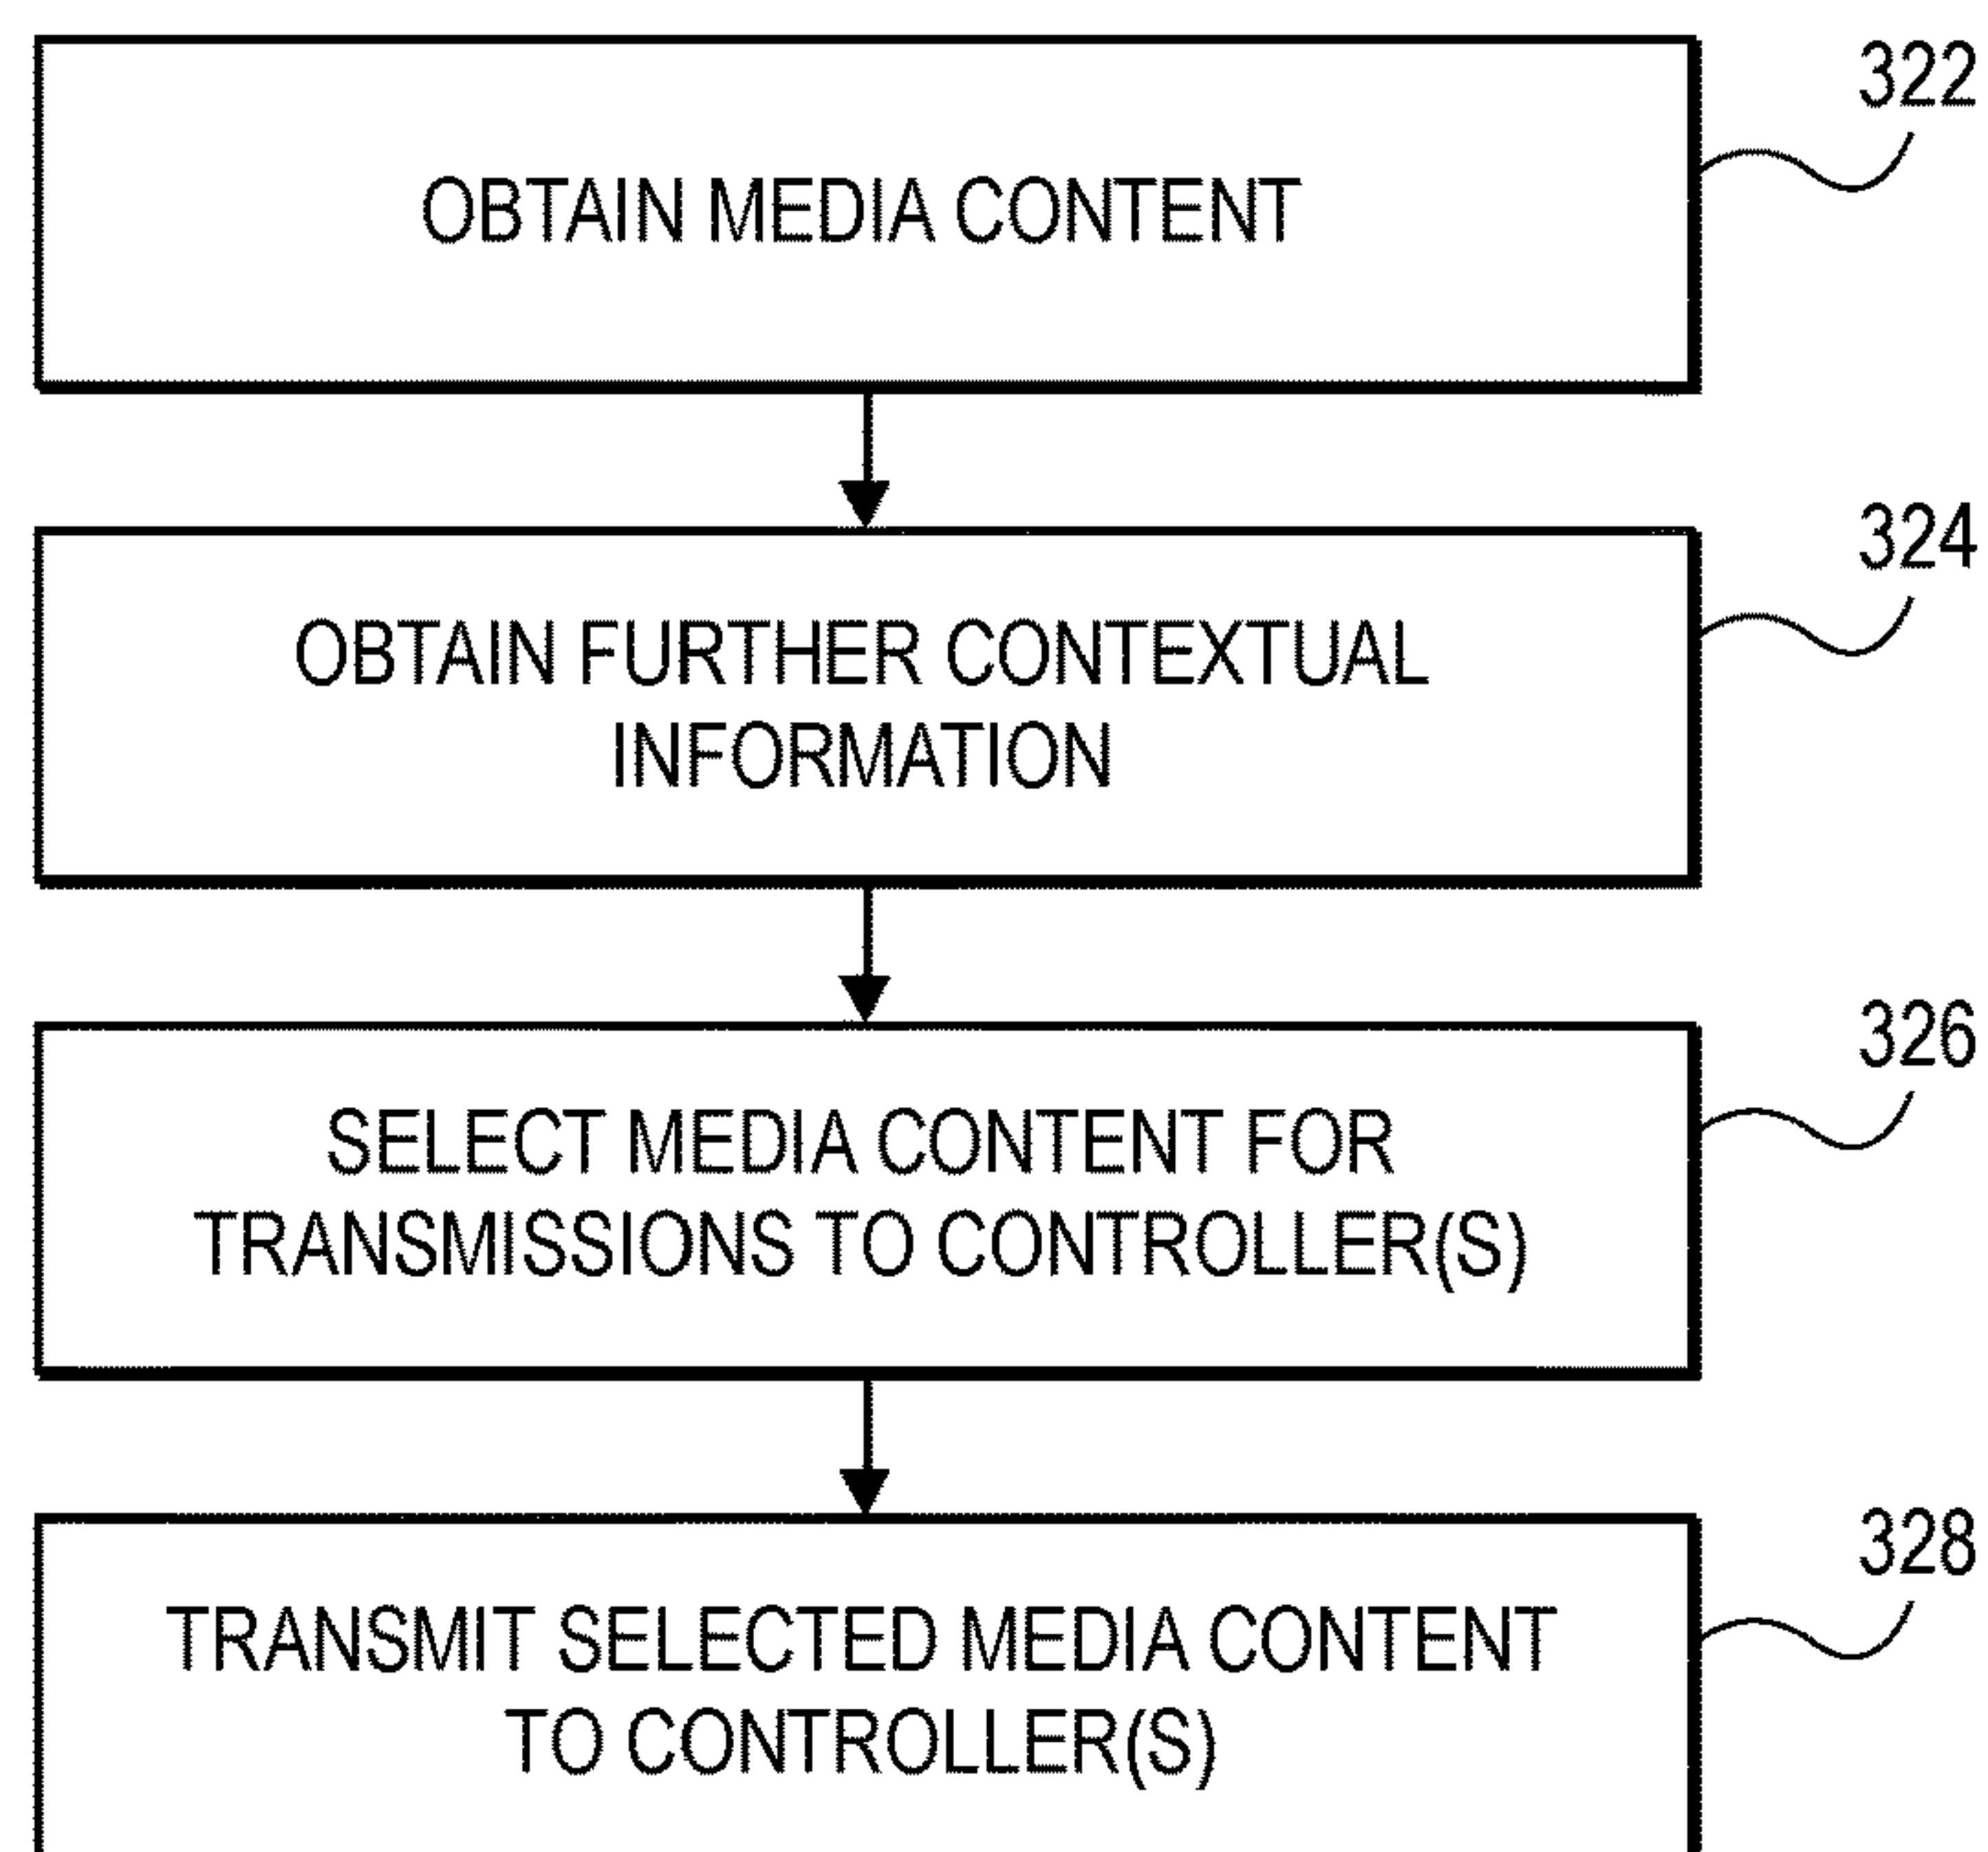 322
OBTAIN MEDIA CONTENT
324
OBTAIN FURTHER CONTEXTUAL
INFORMATION
326
SELECT MEDIA CONTENT FOR
TRANSMISSIONS TO CONTROLLER(S)
328
TRANSMIT SELECTED MEDIA CONTENT
TO CONTROLLER(S)